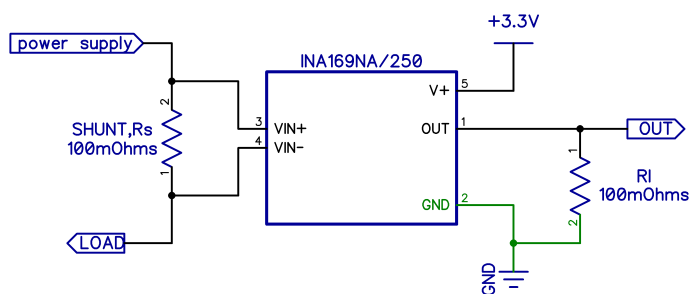 +3.3V
power supply
INA169NA/250
V+
5
2
SHUNT,Rs
100mOhms
1
3
VIN+
4
VIN-
OUT
1
OUT
1
Rl
100mOhms
2
GND
2
LOAD
GND